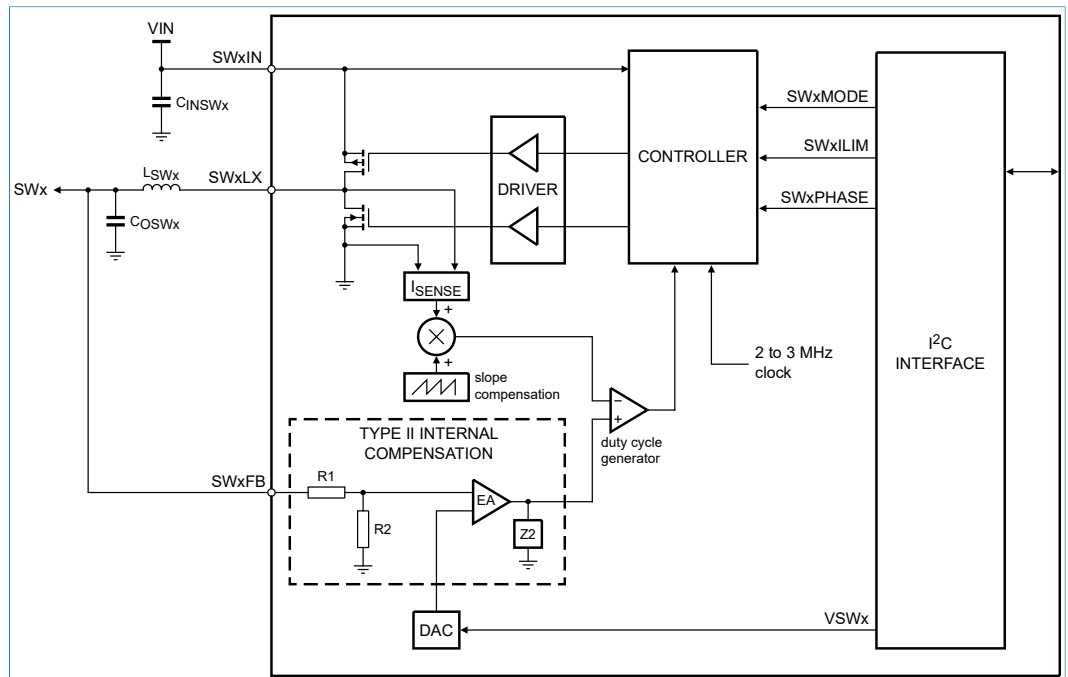 VIN
SWxIN
CINSWx
CONTROLLER
SWxMODE
SWxILIM
SWxPHASE
DRIVER
LSWx
SWxLX
SWx
COSWx
ISENSE
+
+
slope
compensation
2 to 3 MHz
clock
I2C
INTERFACE
−
+
duty cycle
generator
TYPE II INTERNAL
COMPENSATION
SWxFB
R1
R2
EA
Z2
DAC
VSWx